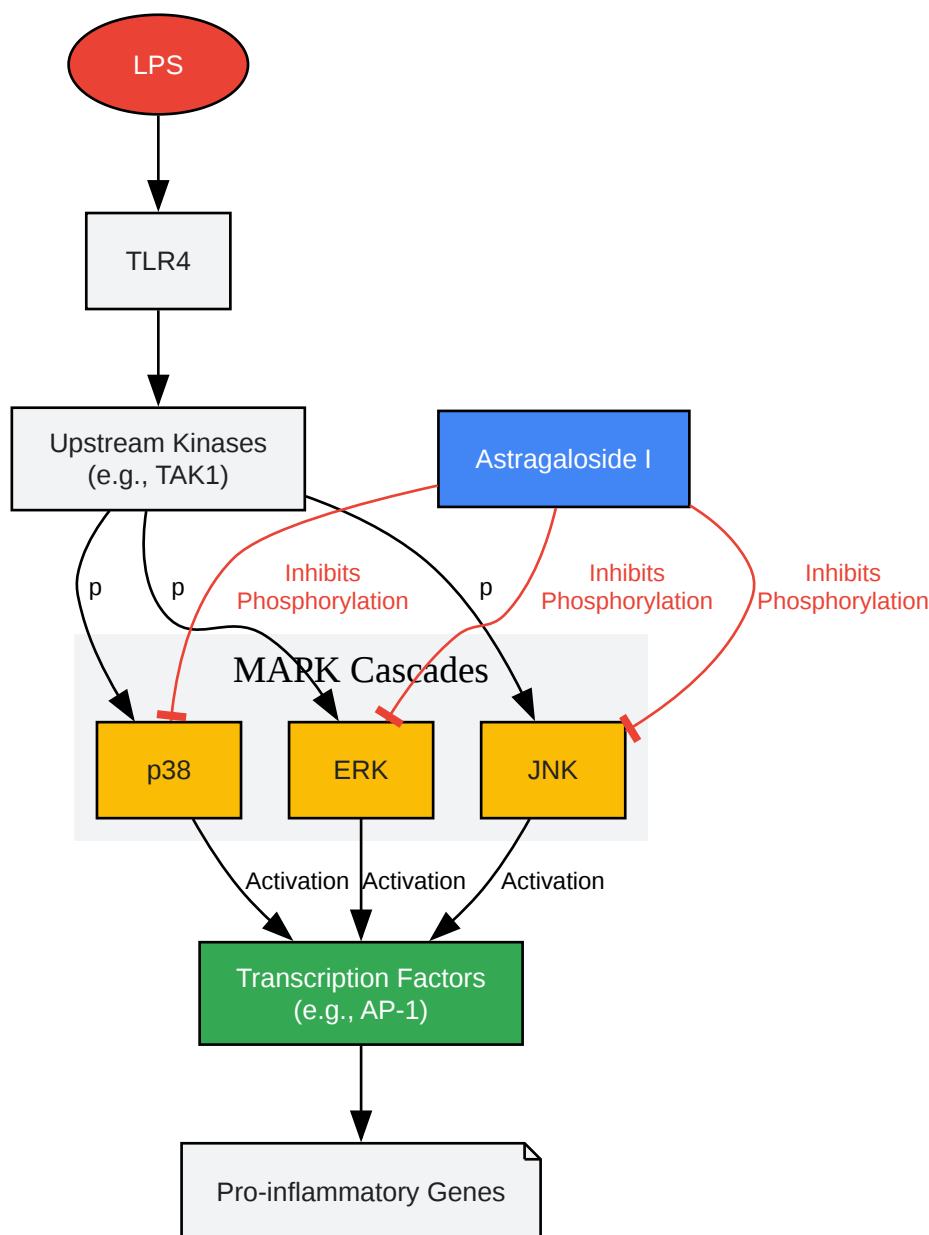 LPS
TLR4
Upstream Kinases
(e.g., TAK1)
Astragaloside I
p
p
p
Inhibits
Phosphorylation
Inhibits
Phosphorylation
Inhibits
Phosphorylation
MAPK Cascades
p38
ERK
JNK
Activation
Activation
Activation
Transcription Factors
(e.g., AP-1)
Pro-inflammatory Genes